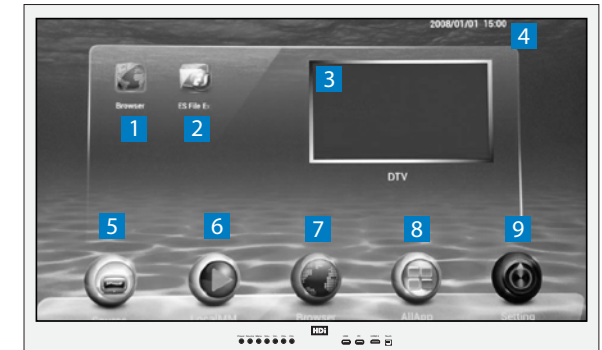 2008/01/01 15:00
4
3
Browser
ES File Ex
1
2
DTV
5
6
7
8
9
Browser
AllApp
Setting
HDi